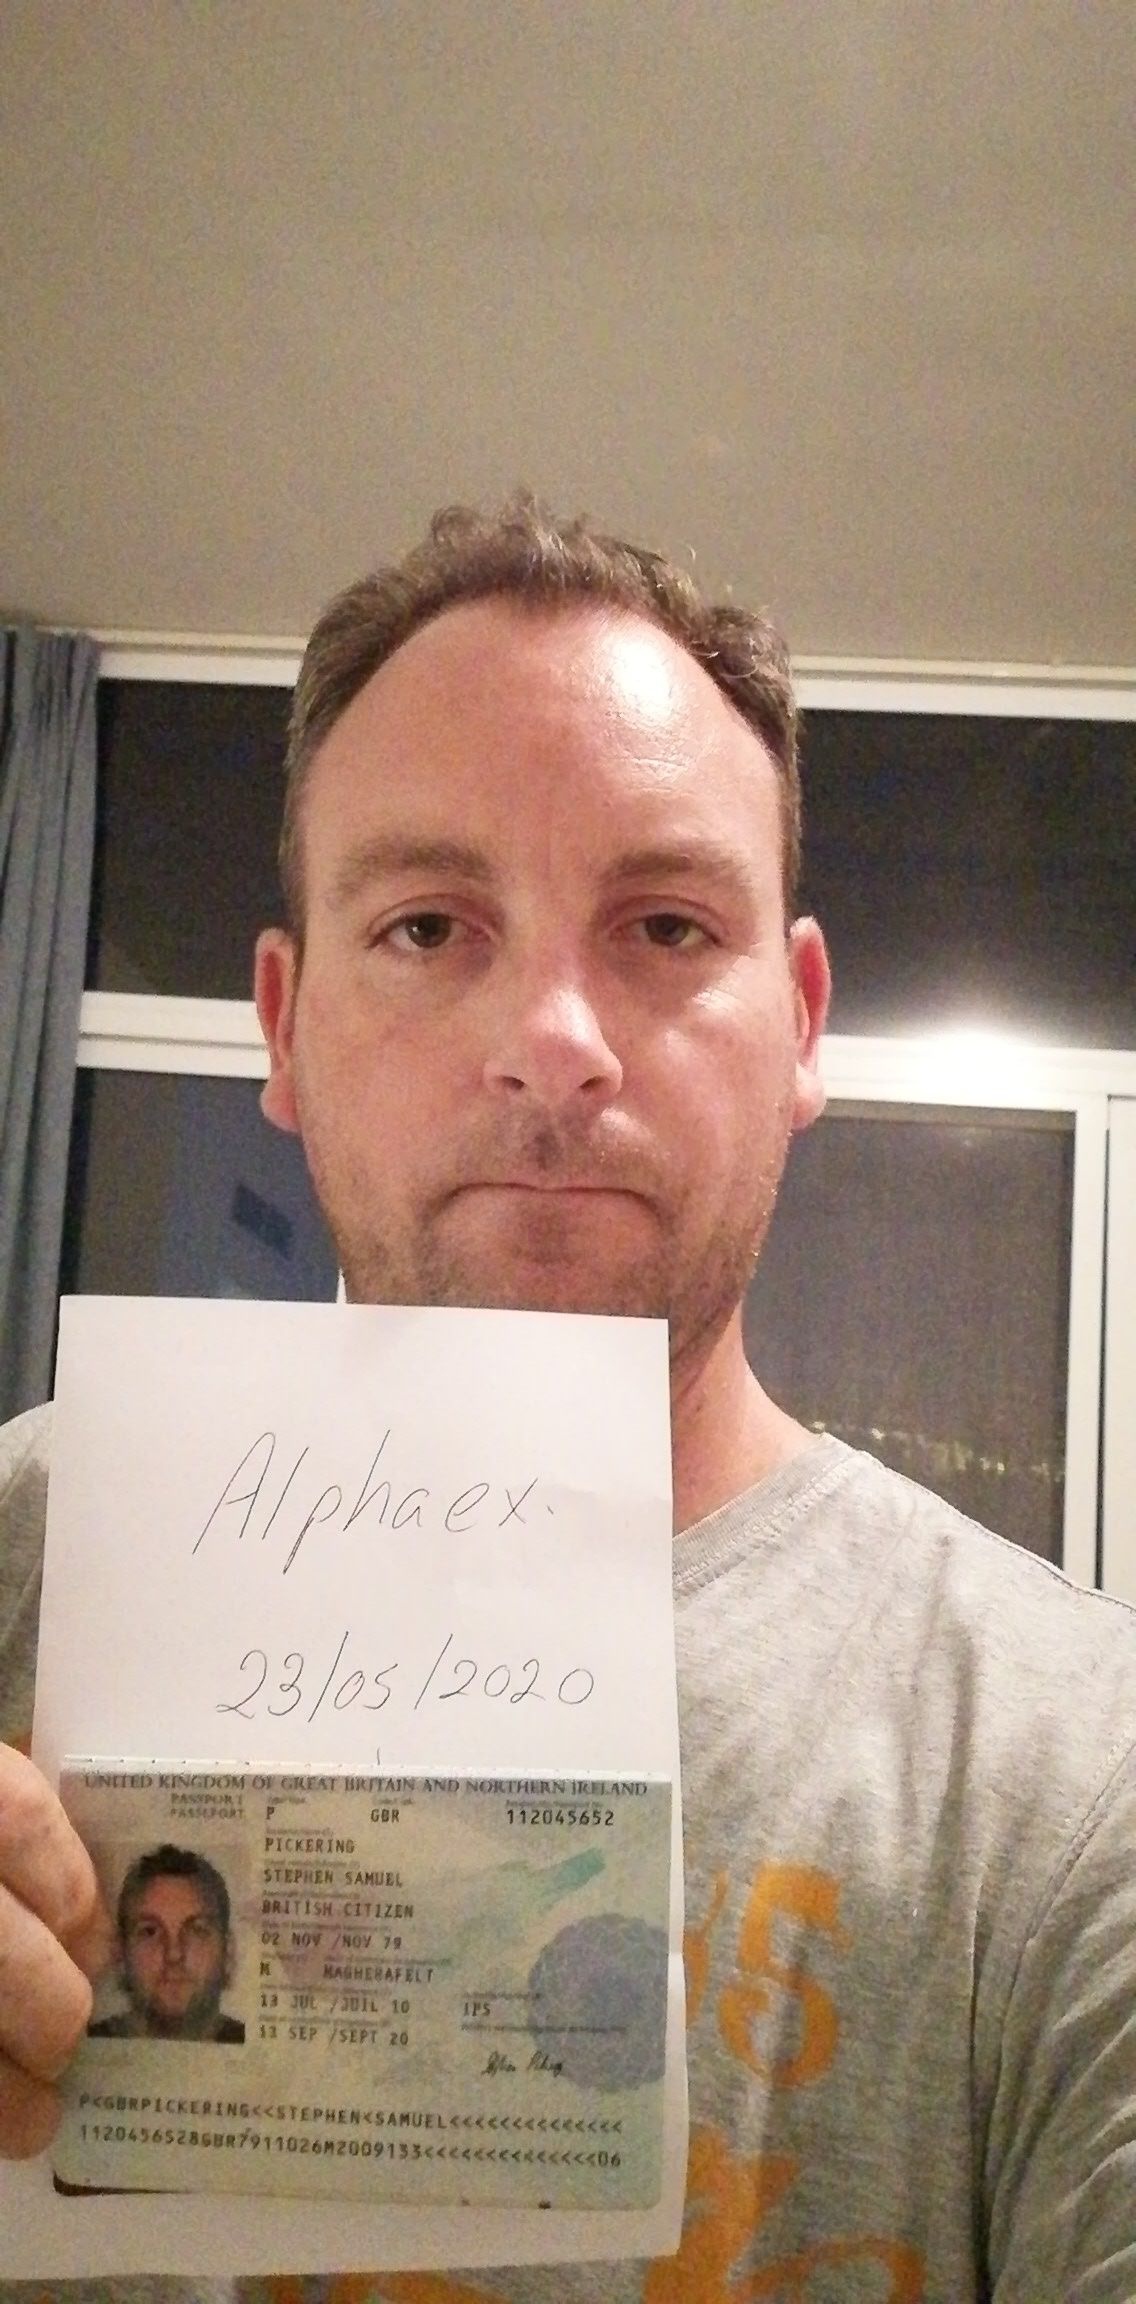 Alphaex.
23/05/2020
UNITED KINGDOM OF GREAT BRITAIN AND NORTHERN IRELAND
PASSPORT P GBR 112045652
PASSEPORT
PICKERING
STEPHEN SAMUEL
BRITISH CITIZEN
02 NOV /NOV 79
M MAGHERAFELT
13 JUL /JUIL 10 IPS
13 SEP /SEPT 20
P<GBRPICKERING<<STEPHEN<SAMUEL<<<<<<<<<<<<<<
1120456528GBR7911026M2009133<<<<<<<<<<<<<<06